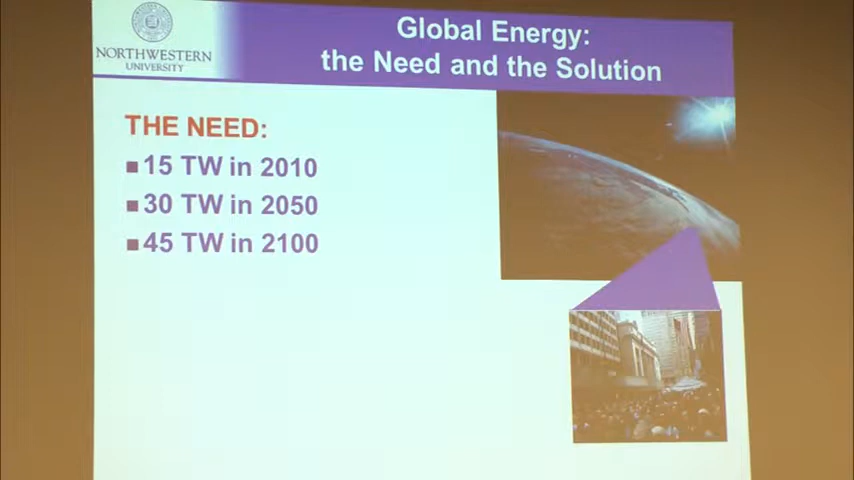 NORTHWESTERN
UNIVERSITY
Global Energy:
the Need and the Solution
THE NEED:
15 TW in 2010
30 TW in 2050
45 TW in 2100